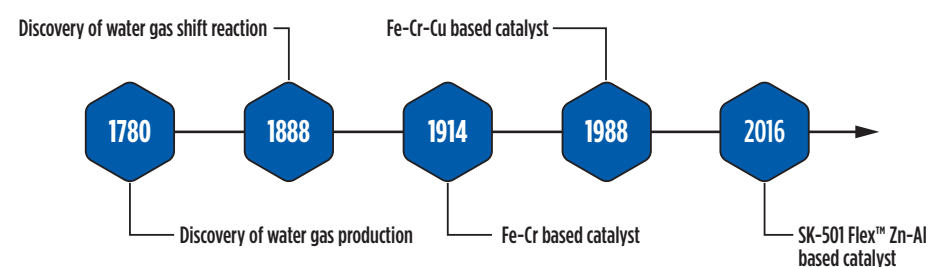 Discovery of water gas shift reaction
Fe-Cr-Cu based catalyst
1780
1888
1914
1988
2016
Discovery of water gas production
Fe-Cr based catalyst
SK-501 Flex™ Zn-Al
based catalyst